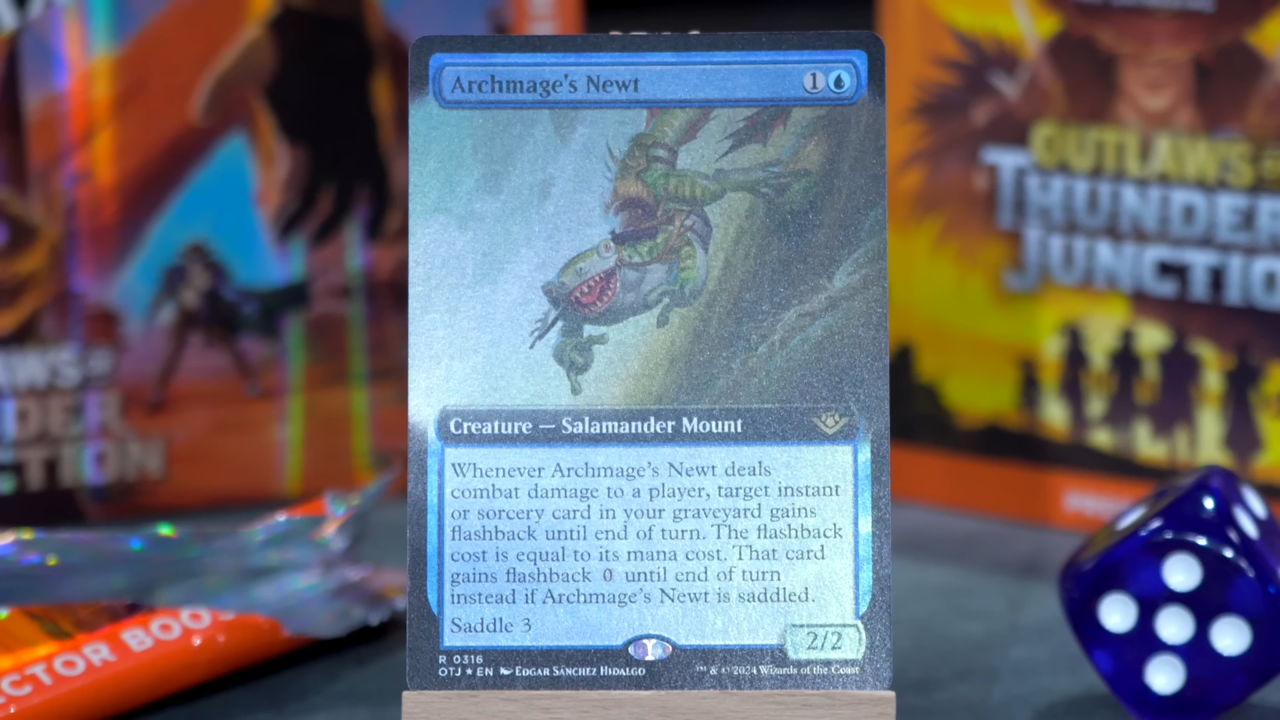 Archmage's Newt 1
OUTLAWS OF
THUNDER
JUNCTION
Creature — Salamander Mount
Whenever Archmage's Newt deals
combat damage to a player, target instant
or sorcery card in your graveyard gains
flashback until end of turn. The flashback
cost is equal to its mana cost. That card
gains flashback 0 until end of turn
instead if Archmage's Newt is saddled.
Saddle 3
2/2
R 0316
OTJ ★ EN Edgar Sánchez Hidalgo
™ & © 2024 Wizards of the Coast
CTOR BOOS